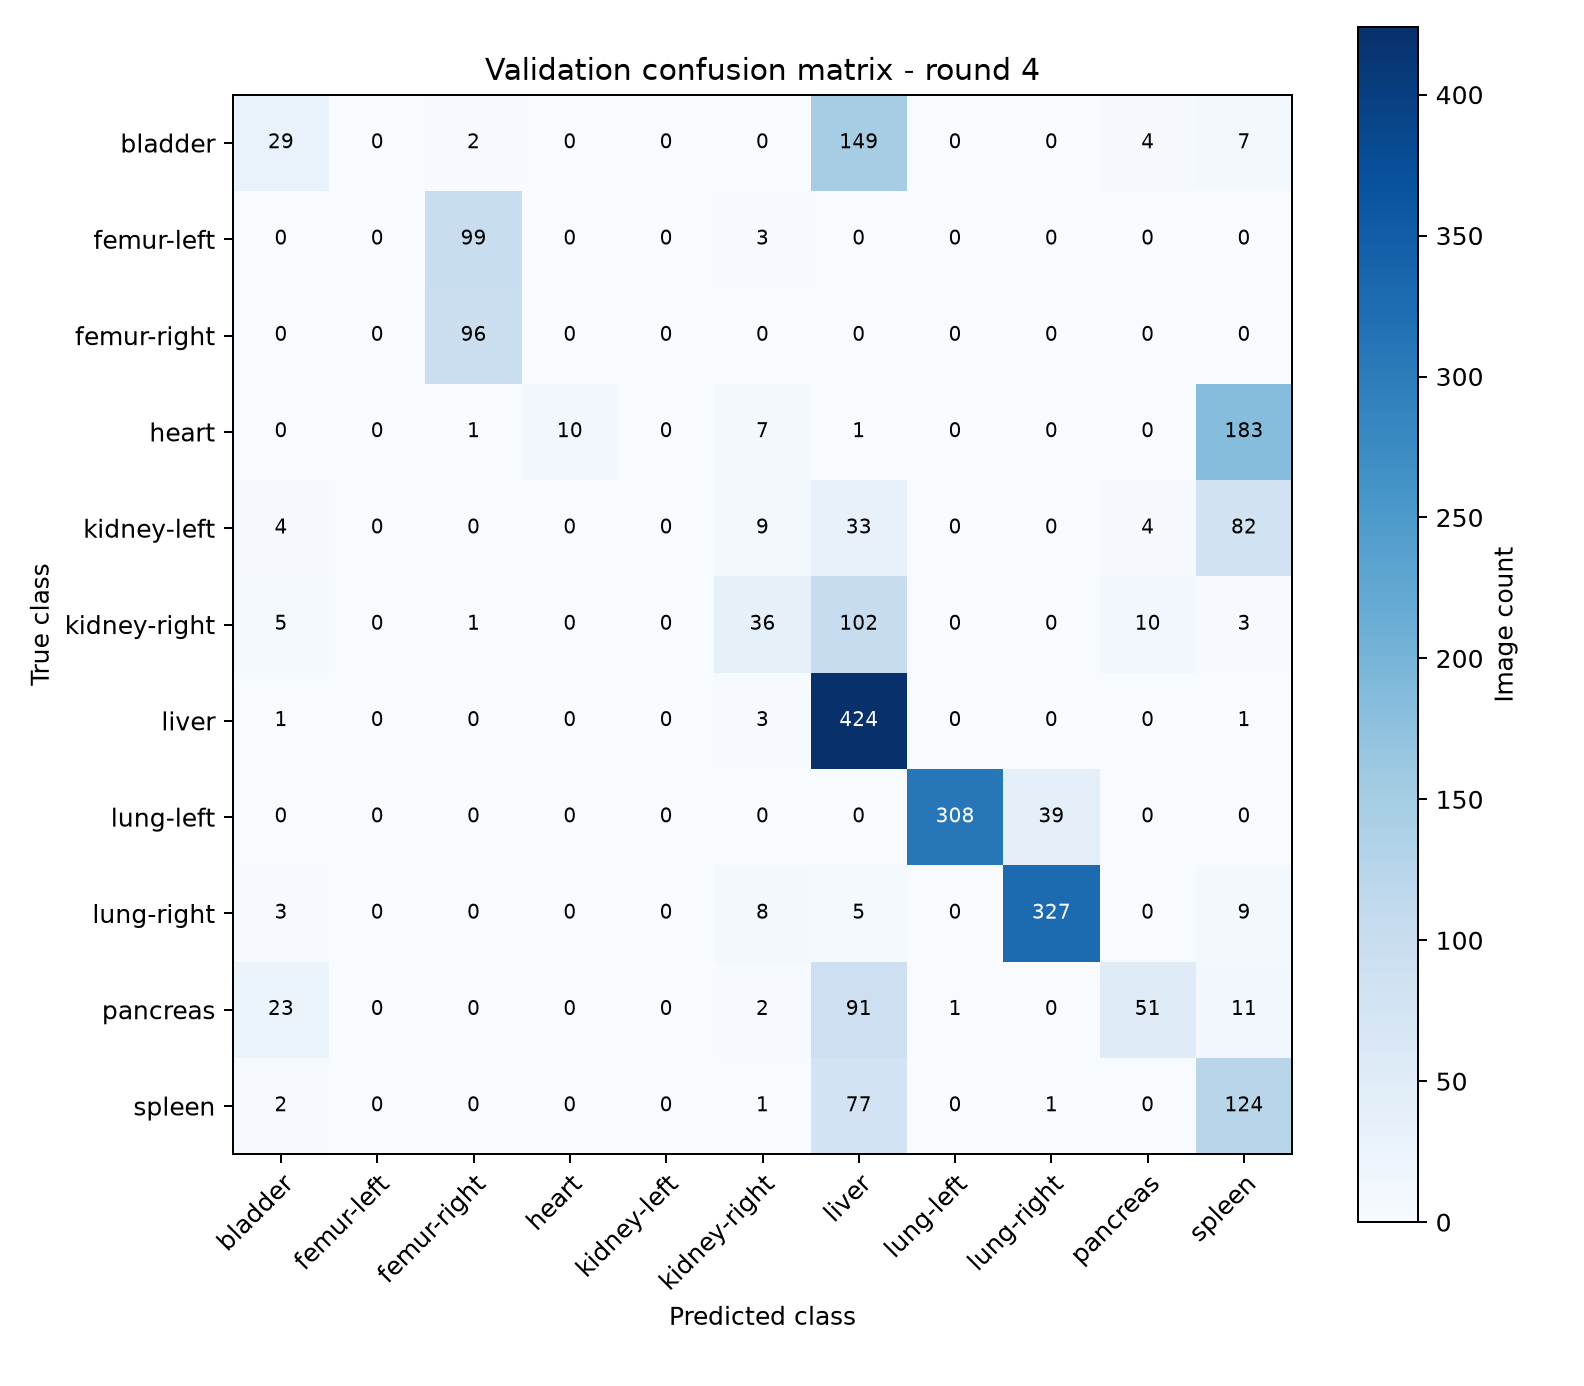 Validation confusion matrix - round 4
bladder 29 0 2 0 0 0 149 0 0 4 7
femur-left 0 0 99 0 0 3 0 0 0 0 0
femur-right 0 0 96 0 0 0 0 0 0 0 0
heart 0 0 1 10 0 7 1 0 0 0 183
kidney-left 4 0 0 0 0 9 33 0 0 4 82
kidney-right 5 0 1 0 0 36 102 0 0 10 3
liver 1 0 0 0 0 3 424 0 0 0 1
lung-left 0 0 0 0 0 0 0 308 39 0 0
lung-right 3 0 0 0 0 8 5 0 327 0 9
pancreas 23 0 0 0 0 2 91 1 0 51 11
spleen 2 0 0 0 0 1 77 0 1 0 124
True class
bladder femur-left femur-right heart kidney-left kidney-right liver lung-left lung-right pancreas spleen
Predicted class
400
350
300
250
200
150
100
50
0
Image count